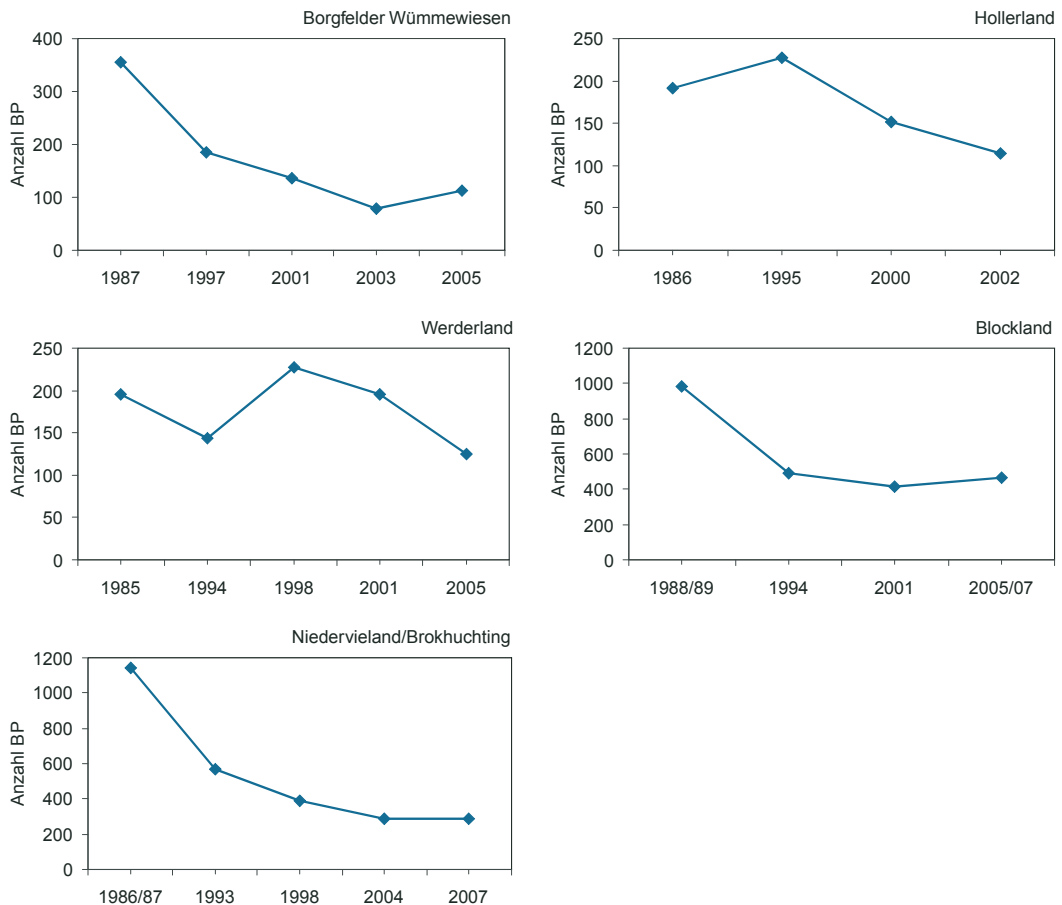 Borgfelder Wümmewiesen
400
300
200
100
0
Anzahl BP
1987 1997 2001 2003 2005
Hollerland
250
200
150
100
50
0
Anzahl BP
1986 1995 2000 2002
Werderland
250
200
150
100
50
0
Anzahl BP
1985 1994 1998 2001 2005
Blockland
1200
1000
800
600
400
200
0
Anzahl BP
1988/89 1994 2001 2005/07
Niedervieland/Brokhuchting
1200
1000
800
600
400
200
0
Anzahl BP
1986/87 1993 1998 2004 2007